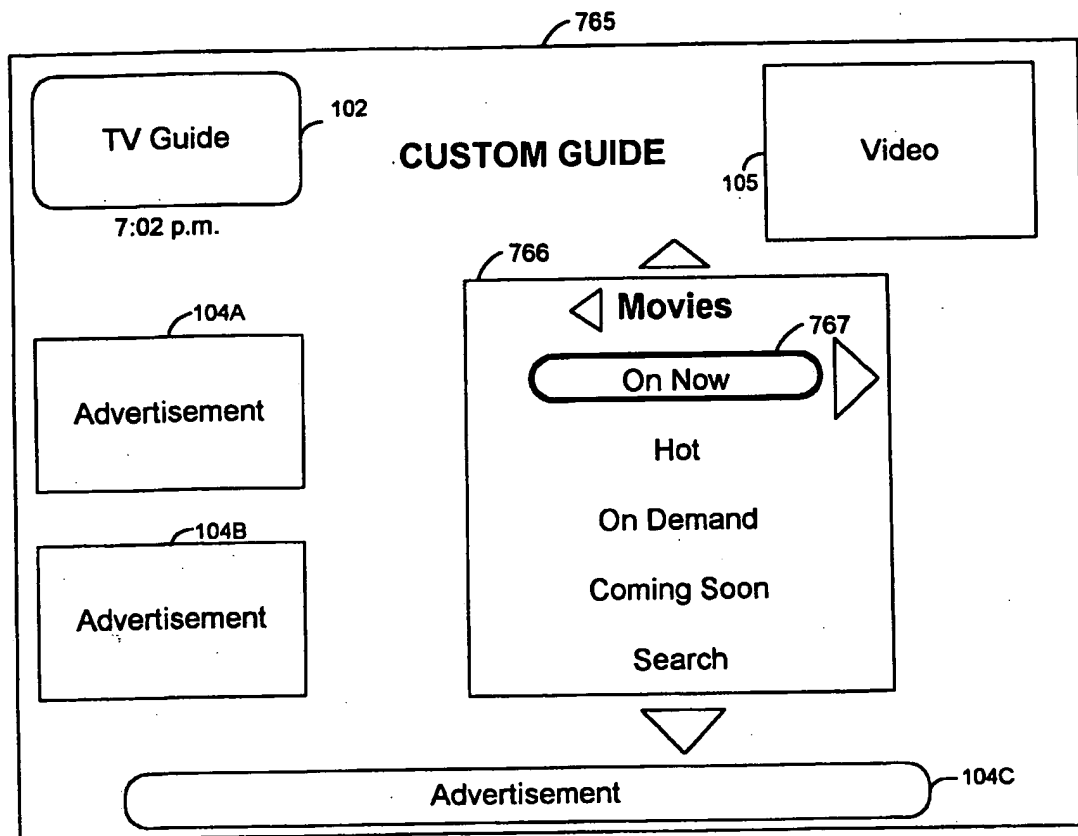 765
TV Guide
102
CUSTOM GUIDE
Video
105
7:02 p.m.
766
Movies
767
On Now
104A
Advertisement
Hot
On Demand
104B
Advertisement
Coming Soon
Search
Advertisement
104C